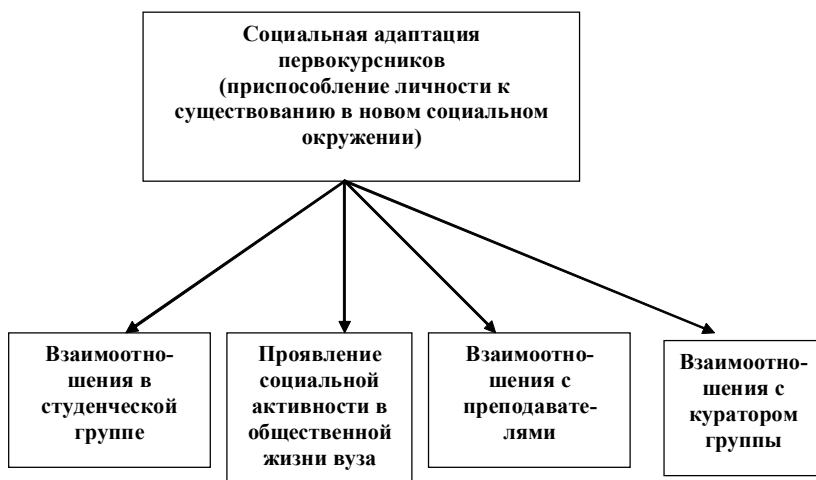 Социальная адаптация
первокурсников
(приспособление личности к
существованию в новом социальном
окружении)
Взаимоотно-
шения в
студенческой
группе
Проявление
социальной
активности в
общественной
жизни вуза
Взаимоотно-
шения с
преподавате-
лями
Взаимоотно-
шения с
куратором
группы